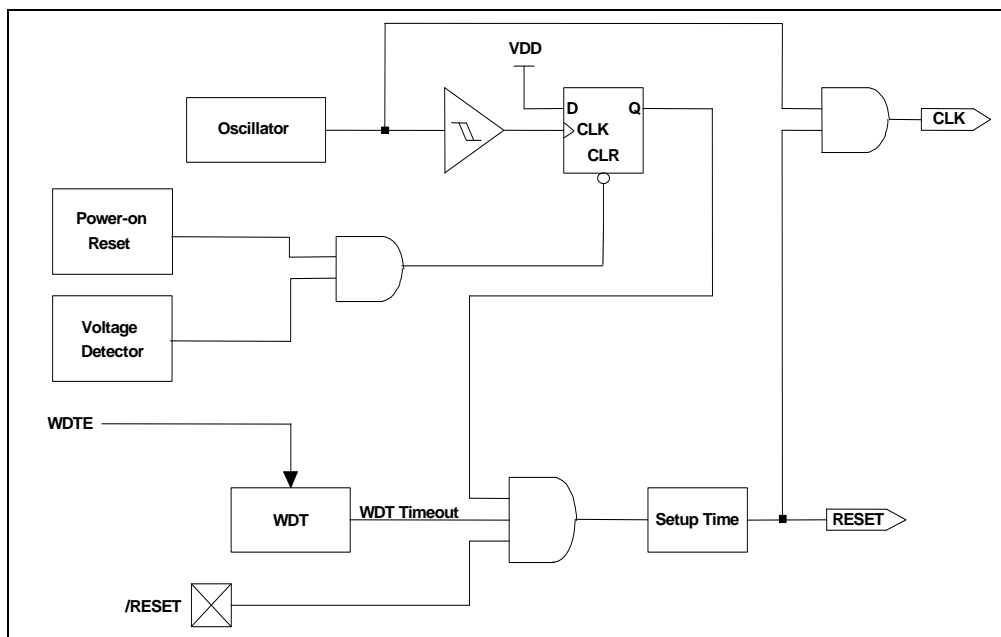 VDD
Oscillator
D
Q
CLK
CLR
CLK
Power-on
Reset
Voltage
Detector
WDTE
WDT
WDT Timeout
Setup Time
RESET
/RESET